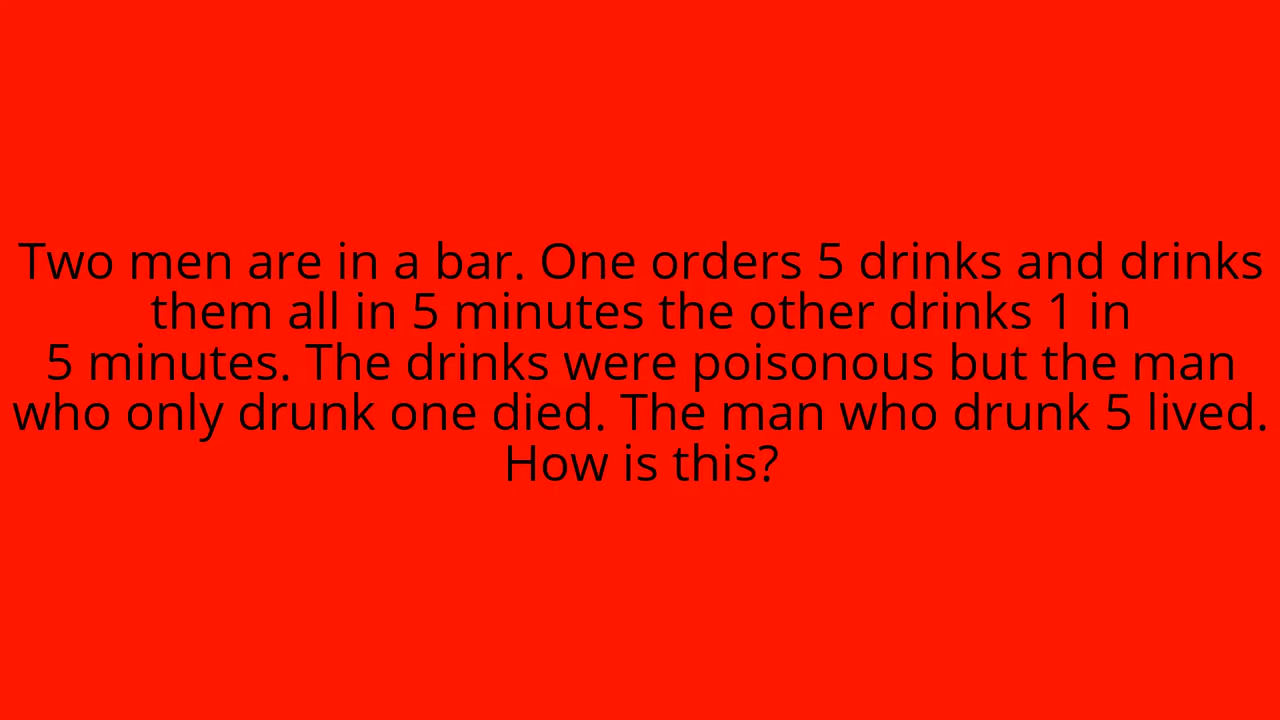 Two men are in a bar. One orders 5 drinks and drinks
them all in 5 minutes the other drinks 1 in
5 minutes. The drinks were poisonous but the man
who only drunk one died. The man who drunk 5 lived.
How is this?